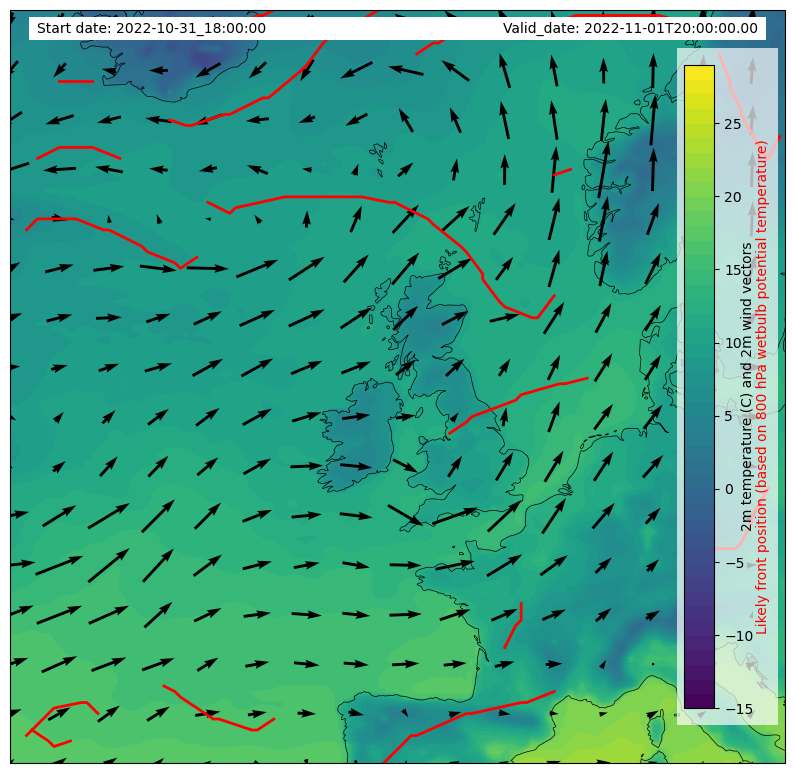 Start date: 2022-10-31_18:00:00
Valid_date: 2022-11-01T20:00:00.00
25
20
15
10
5
0
−5
−10
−15
2m temperature (C) and 2m wind vectors
Likely front position (based on 800 hPa wetbulb potential temperature)